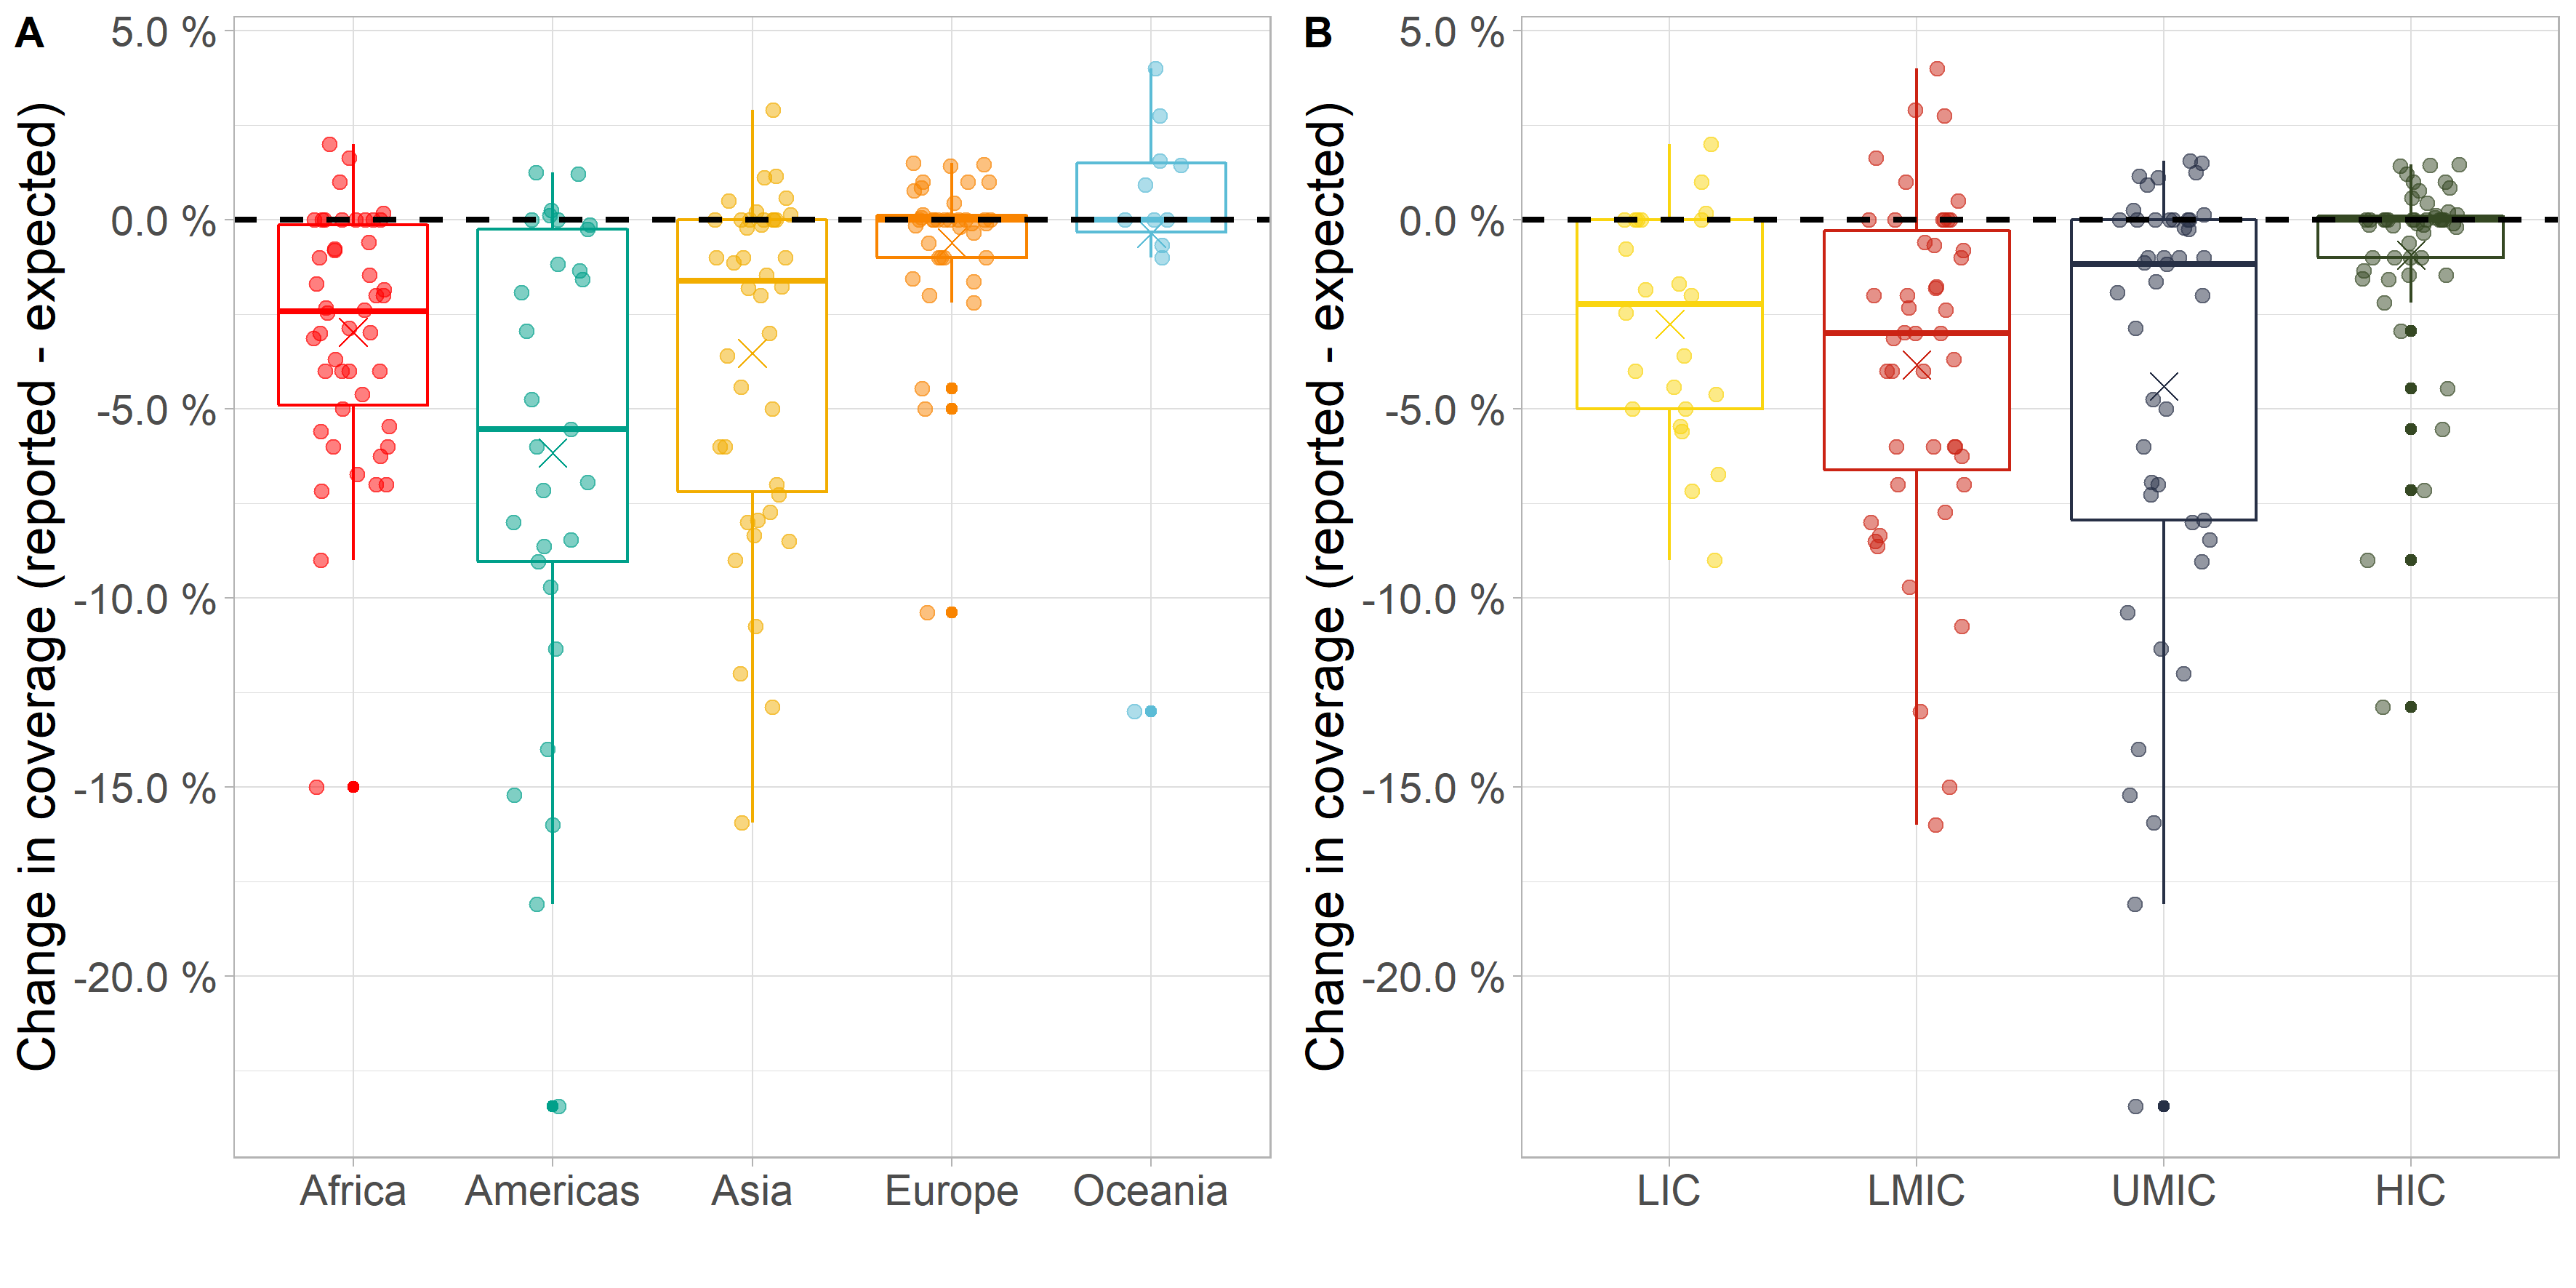 A
Change in coverage (reported - expected)
5.0 %
0.0 %
-5.0 %
-10.0 %
-15.0 %
-20.0 %
Africa Americas Asia Europe Oceania
B
Change in coverage (reported - expected)
5.0 %
0.0 %
-5.0 %
-10.0 %
-15.0 %
-20.0 %
LIC LMIC UMIC HIC